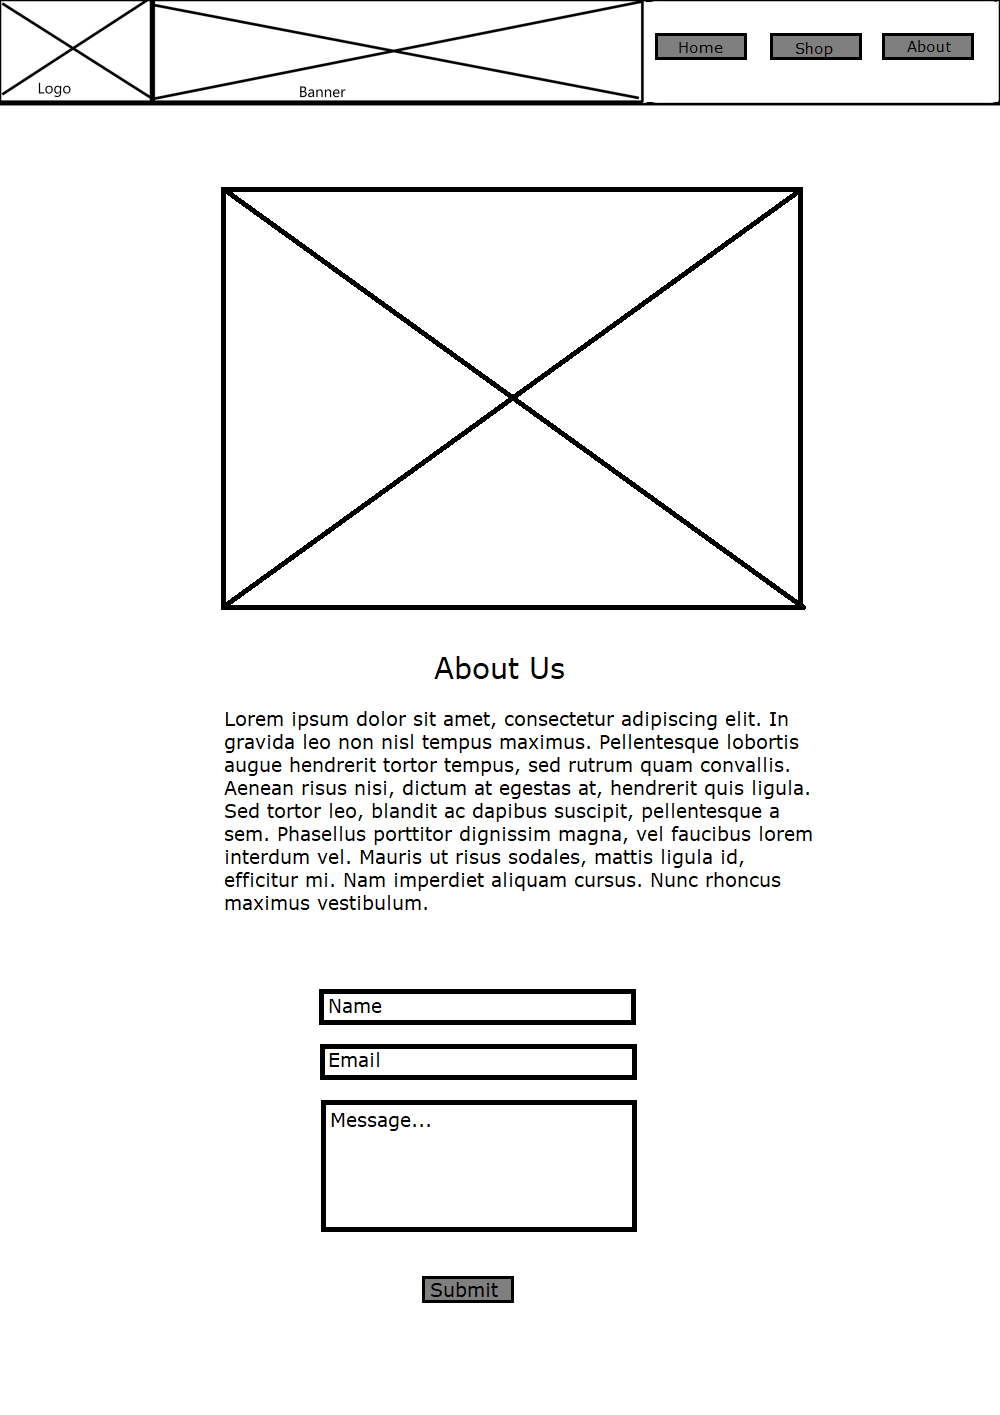 Logo
Banner
Home
Shop
About
About Us
Lorem ipsum dolor sit amet, consectetur adipiscing elit. In
gravida leo non nisl tempus maximus. Pellentesque lobortis
augue hendrerit tortor tempus, sed rutrum quam convallis.
Aenean risus nisi, dictum at egestas at, hendrerit quis ligula.
Sed tortor leo, blandit ac dapibus suscipit, pellentesque a
sem. Phasellus porttitor dignissim magna, vel faucibus lorem
interdum vel. Mauris ut risus sodales, mattis ligula id,
efficitur mi. Nam imperdiet aliquam cursus. Nunc rhoncus
maximus vestibulum.
Name
Email
Message...
Submit